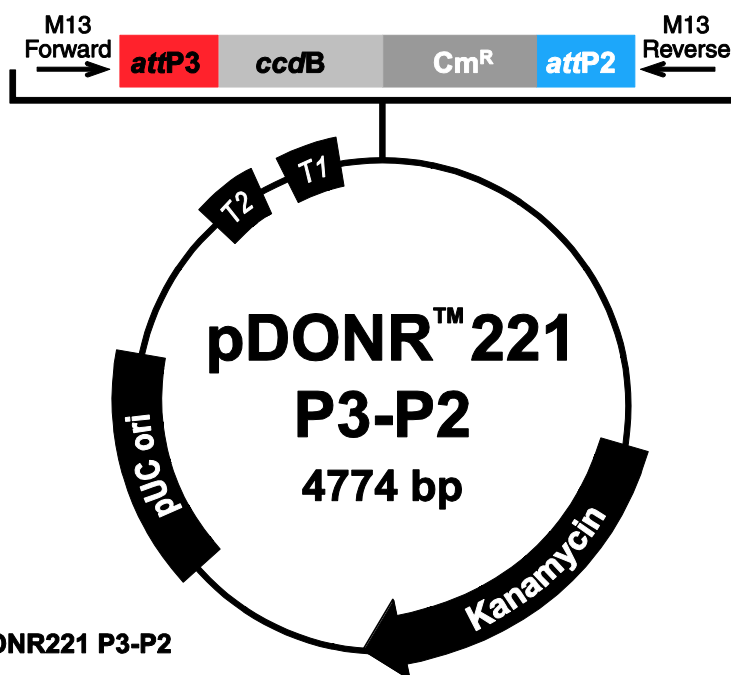 M13
Forward
M13
Reverse
attP3
ccdB
CmR
attP2
T1
T2
pDONR™221
P3-P2
4774 bp
pUC ori
Kanamycin
ONR221 P3-P2